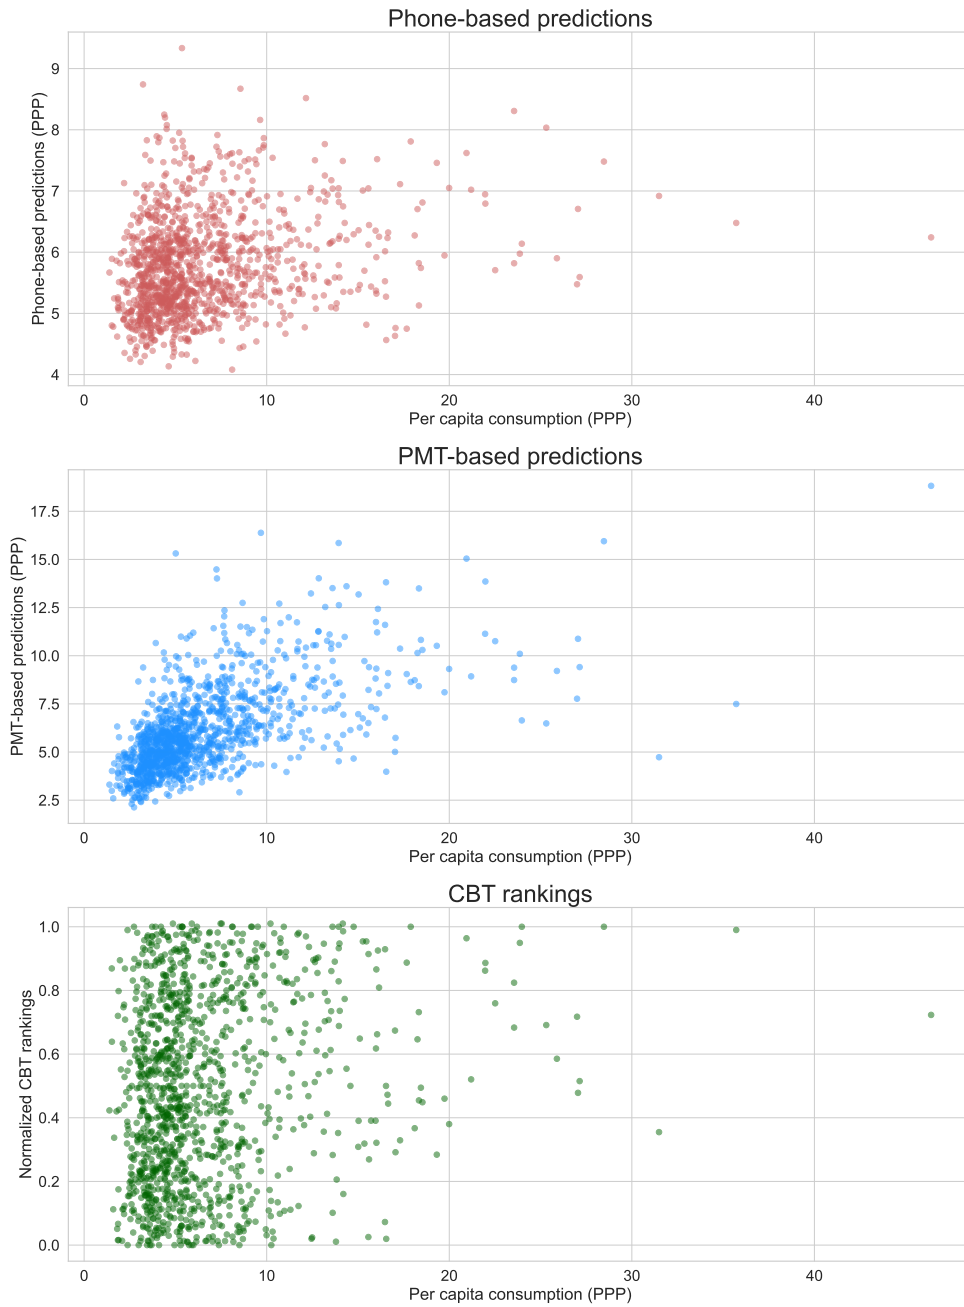 Phone-based predictions
Phone-based predictions (PPP)
9
8
7
6
5
4
0 10 20 30 40
Per capita consumption (PPP)
PMT-based predictions
PMT-based predictions (PPP)
17.5
15.0
12.5
10.0
7.5
5.0
2.5
0 10 20 30 40
Per capita consumption (PPP)
CBT rankings
Normalized CBT rankings
1.0
0.8
0.6
0.4
0.2
0.0
0 10 20 30 40
Per capita consumption (PPP)